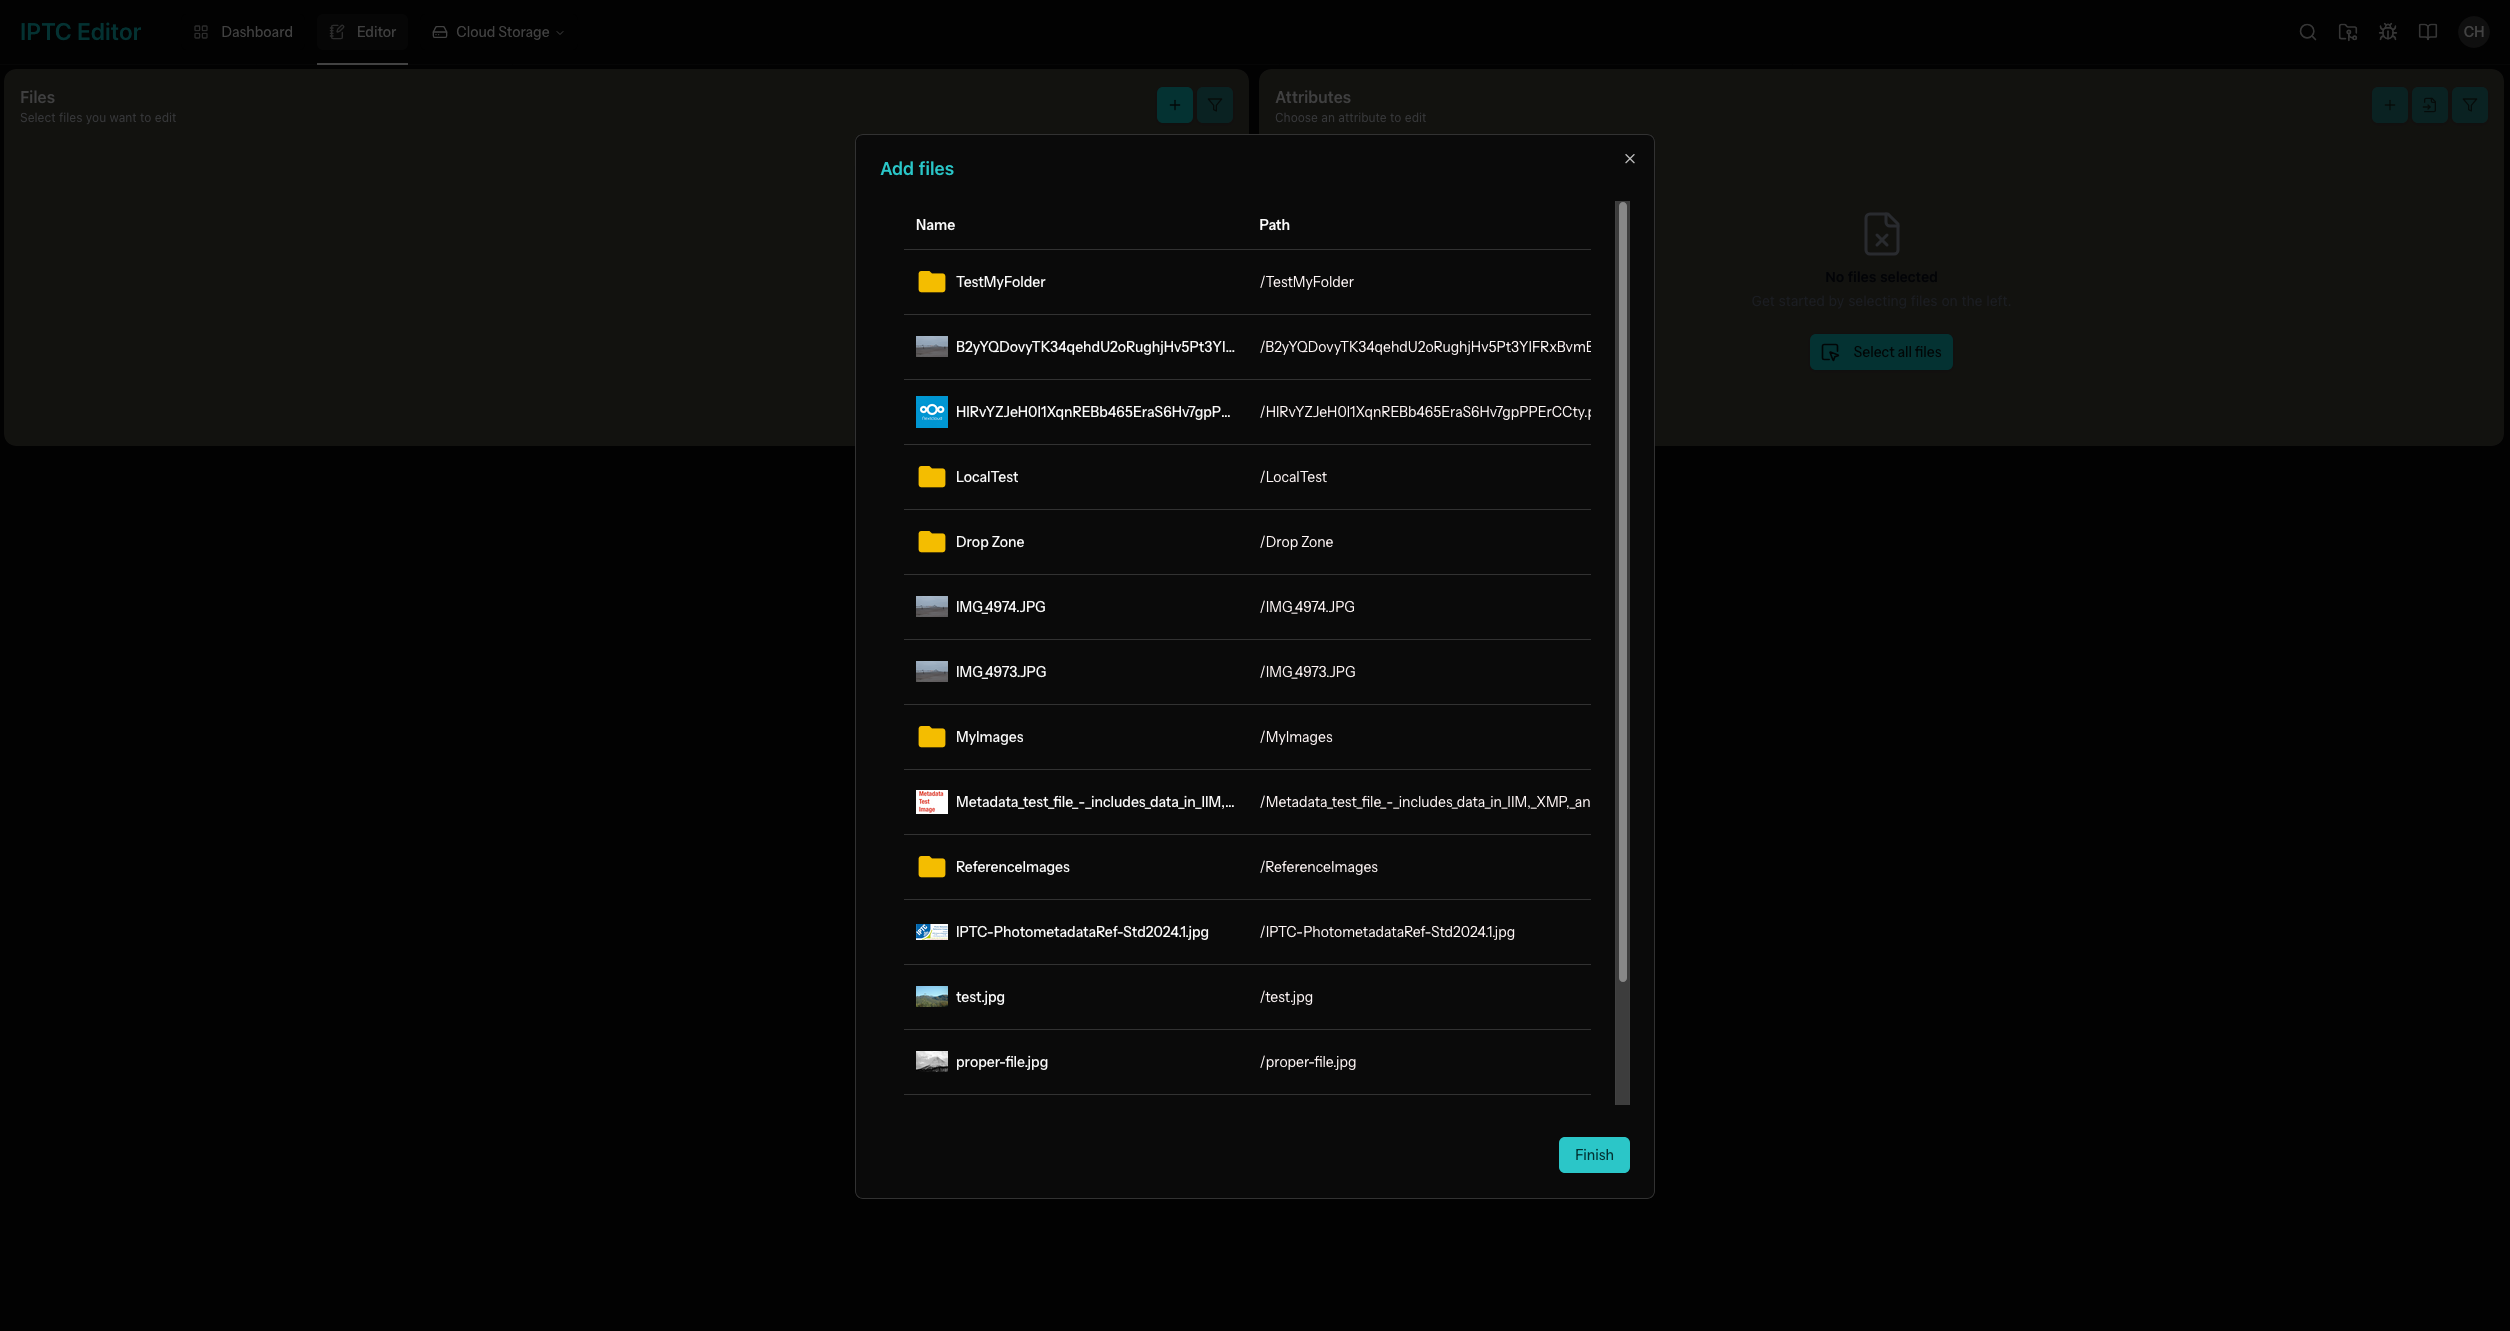 IPTC Editor
Dashboard
Editor
Cloud Storage
CH
Files
Select files you want to edit
Attributes
Choose an attribute to edit
No files selected
Get started by selecting files on the left.
Select all files
Add files
Name Path
TestMyFolder /TestMyFolder
B2yYQDovyTK34qehdU2oRughjHv5Pt3YI... /B2yYQDovyTK34qehdU2oRughjHv5Pt3YIFRxBvmE
HIRvYZJeH0I1XqnREBb465EraS6Hv7gpP... /HIRvYZJeH0I1XqnREBb465EraS6Hv7gpPPErCCty.p
LocalTest /LocalTest
Drop Zone /Drop Zone
IMG_4974.JPG /IMG_4974.JPG
IMG_4973.JPG /IMG_4973.JPG
MyImages /MyImages
Metadata
Test
Image
Metadata_test_file_-_includes_data_in_IIM,... /Metadata_test_file_-_includes_data_in_IIM,_XMP,_an
ReferenceImages /ReferenceImages
IPTC-PhotometadataRef-Std2024.1.jpg /IPTC-PhotometadataRef-Std2024.1.jpg
test.jpg /test.jpg
proper-file.jpg /proper-file.jpg
Finish